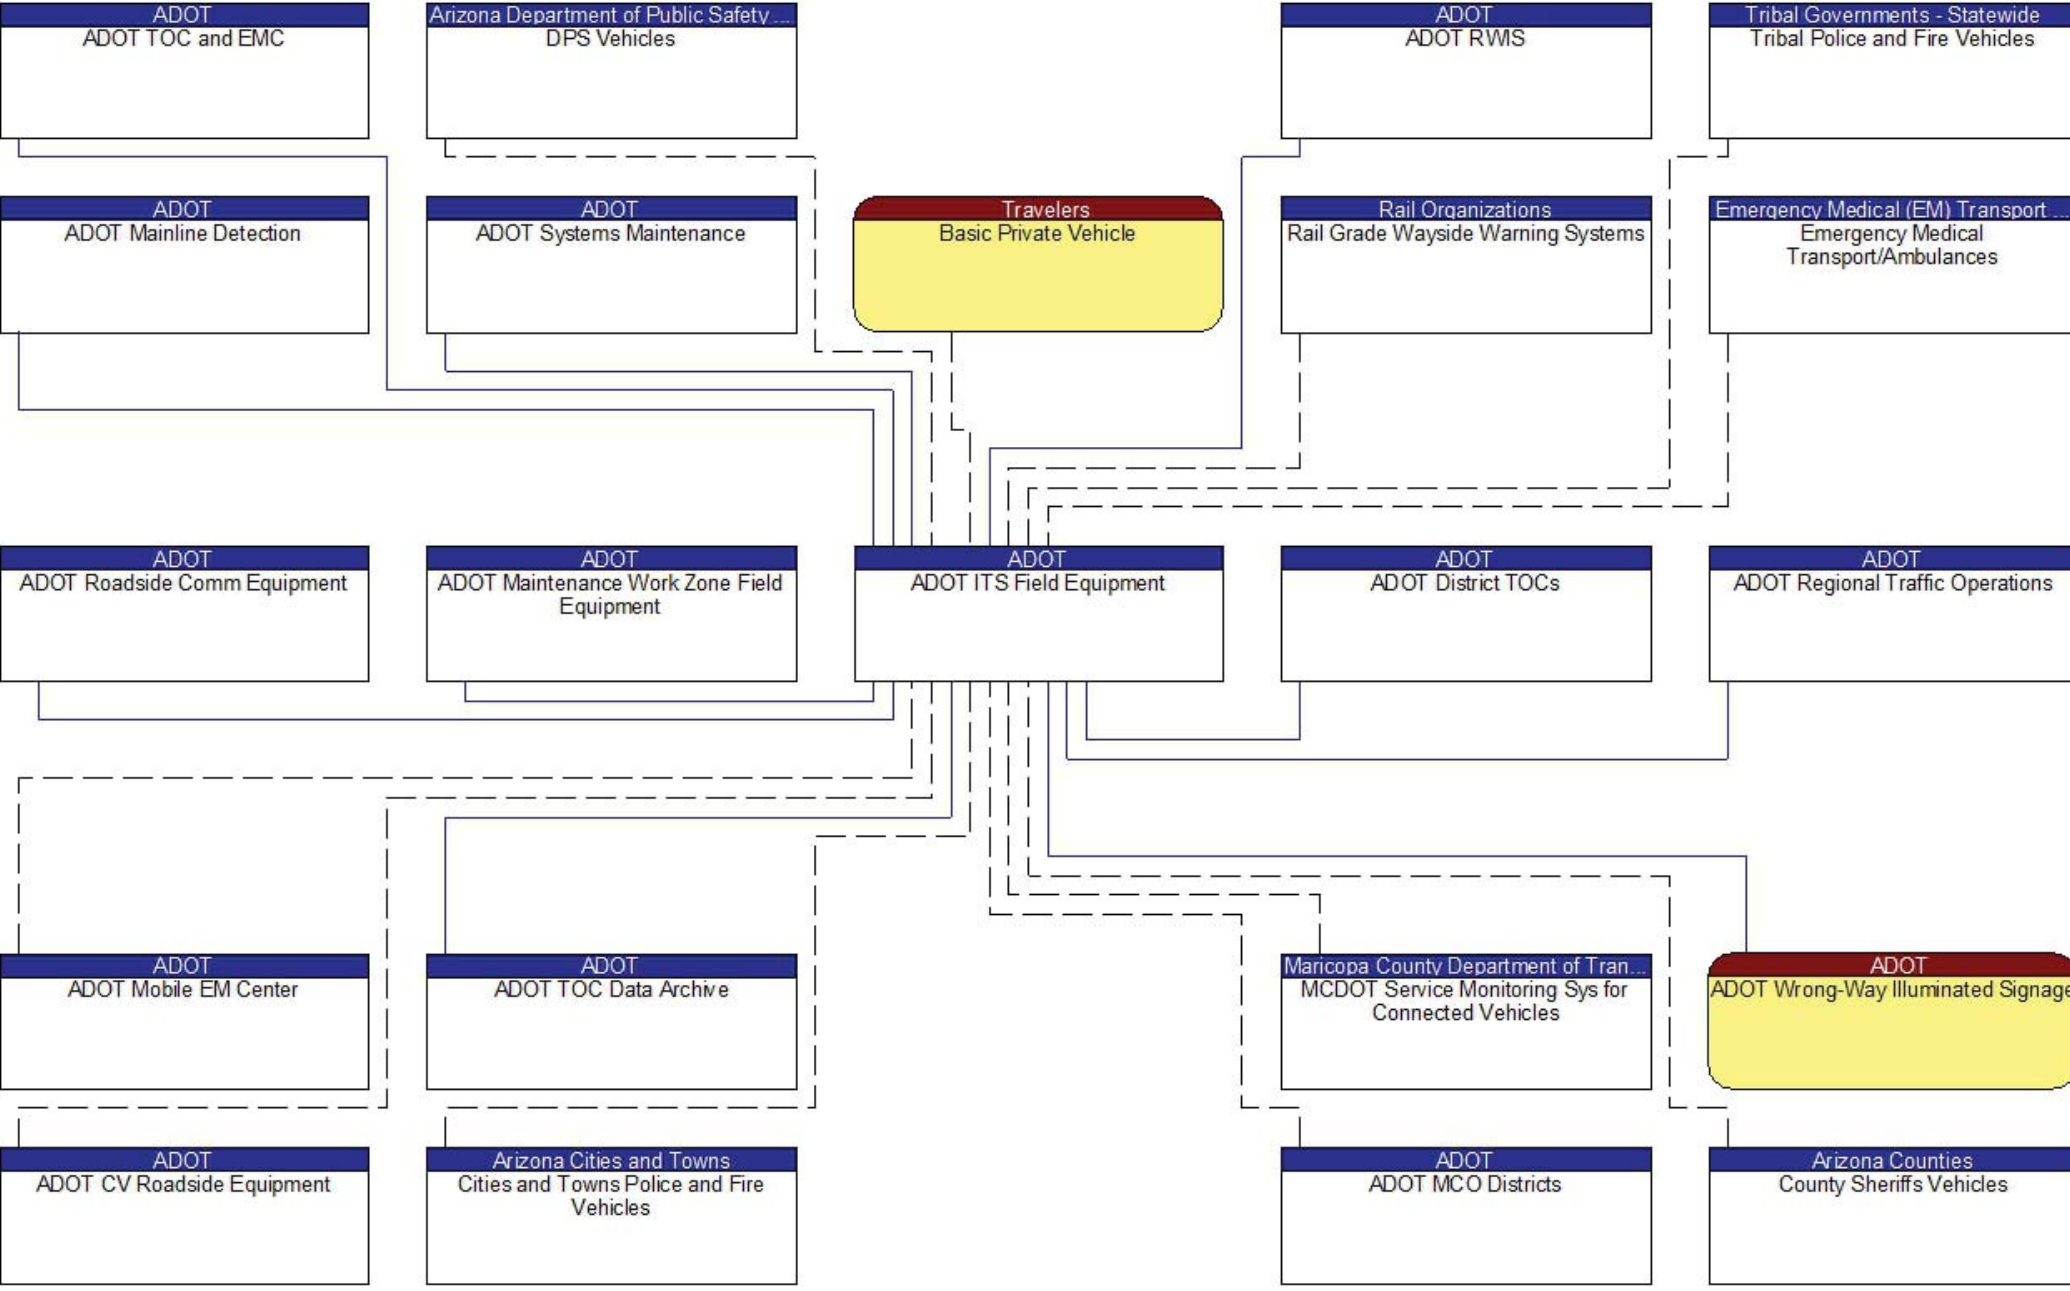 ADOT
ADOT TOC and EMC
Arizona Department of Public Safety ...
DPS Vehicles
ADOT
ADOT RWIS
Tribal Governments - Statewide
Tribal Police and Fire Vehicles
ADOT
ADOT Mainline Detection
ADOT
ADOT Systems Maintenance
Travelers
Basic Private Vehicle
Rail Organizations
Rail Grade Wayside Warning Systems
Emergency Medical (EM) Transport ...
Emergency Medical
Transport/Ambulances
ADOT
ADOT Roadside Comm Equipment
ADOT
ADOT Maintenance Work Zone Field
Equipment
ADOT
ADOT ITS Field Equipment
ADOT
ADOT District TOCs
ADOT
ADOT Regional Traffic Operations
ADOT
ADOT Mobile EM Center
ADOT
ADOT TOC Data Archive
Maricopa County Department of Tran...
MCDOT Service Monitoring Sys for
Connected Vehicles
ADOT
ADOT Wrong-Way Illuminated Signage
ADOT
ADOT CV Roadside Equipment
Arizona Cities and Towns
Cities and Towns Police and Fire
Vehicles
ADOT
ADOT MCO Districts
Arizona Counties
County Sheriffs Vehicles